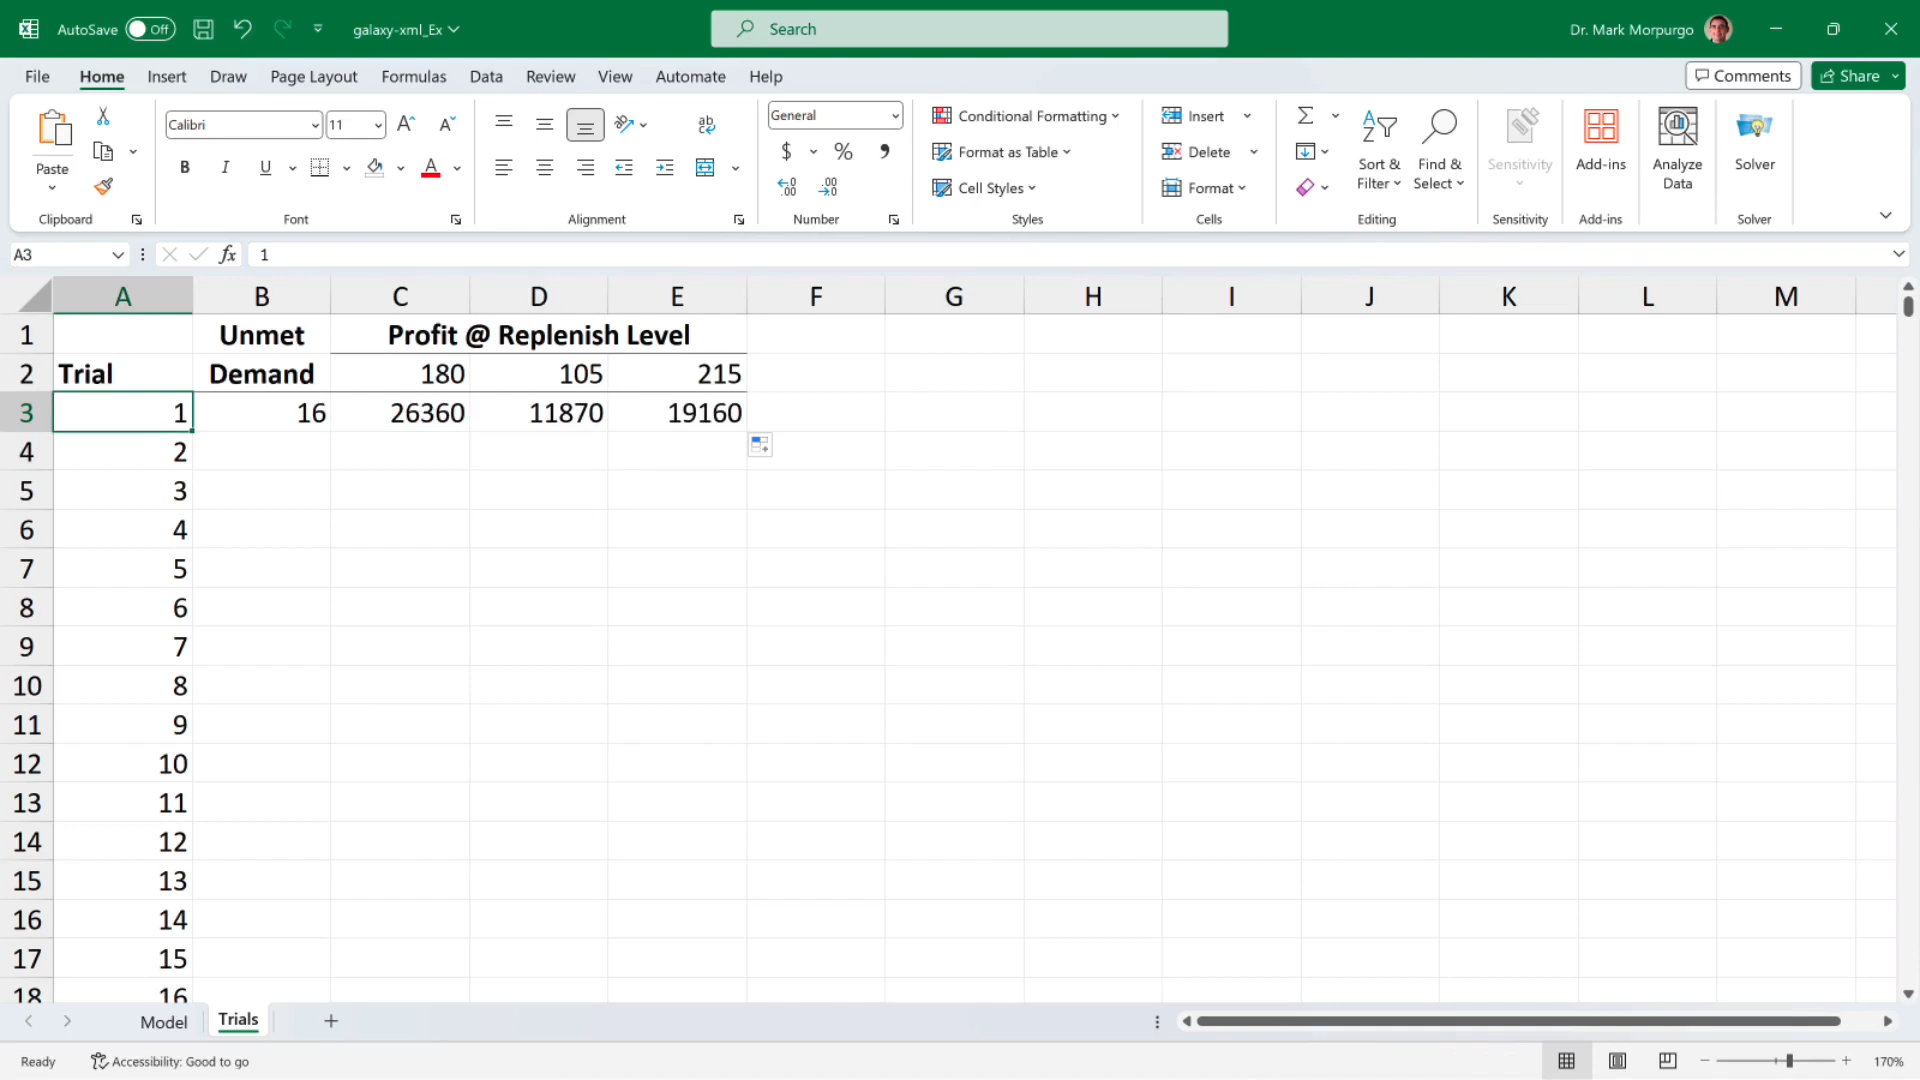 AutoSave Off galaxy-xml_Ex Search Dr. Mark Morpurgo
File Home Insert Draw Page Layout Formulas Data Review View Automate Help Comments Share
Paste
Clipboard
Calibri 11
B I U A
Font
ab
Alignment
General
$ % ,
Number
Conditional Formatting
Format as Table
Cell Styles
Styles
Insert
Delete
Format
Cells
Sort & Filter
Find & Select
Editing
Sensitivity
Sensitivity
Add-ins
Add-ins
Analyze Data
Solver
Solver
A3 fx 1
A B C D E F G H I J K L M
1 Unmet Profit @ Replenish Level
2 Trial Demand 180 105 215
3 1 16 26360 11870 19160
4 2
5 3
6 4
7 5
8 6
9 7
10 8
11 9
12 10
13 11
14 12
15 13
16 14
17 15
18 16
Model Trials
Ready Accessibility: Good to go 170%